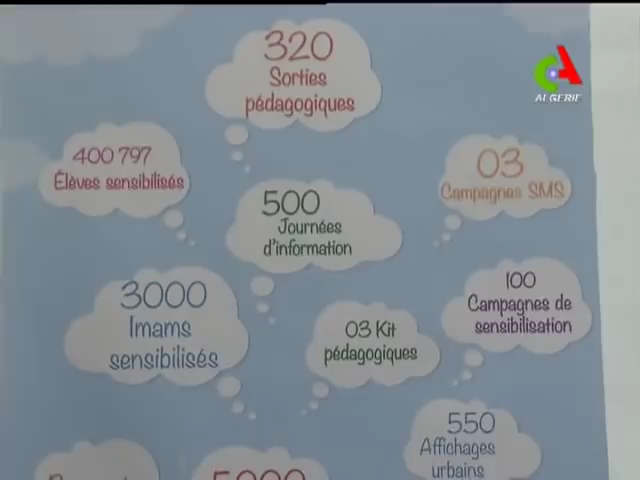 320
Sorties
pédagogiques
ALGERIE
400 797
Élèves sensibilisés
03
Campagnes SMS
500
Journées
d'information
100
Campagnes de
sensibilisation
3000
Imams
sensibilisés
03 Kit
pédagogiques
550
Affichages
urbains
5000